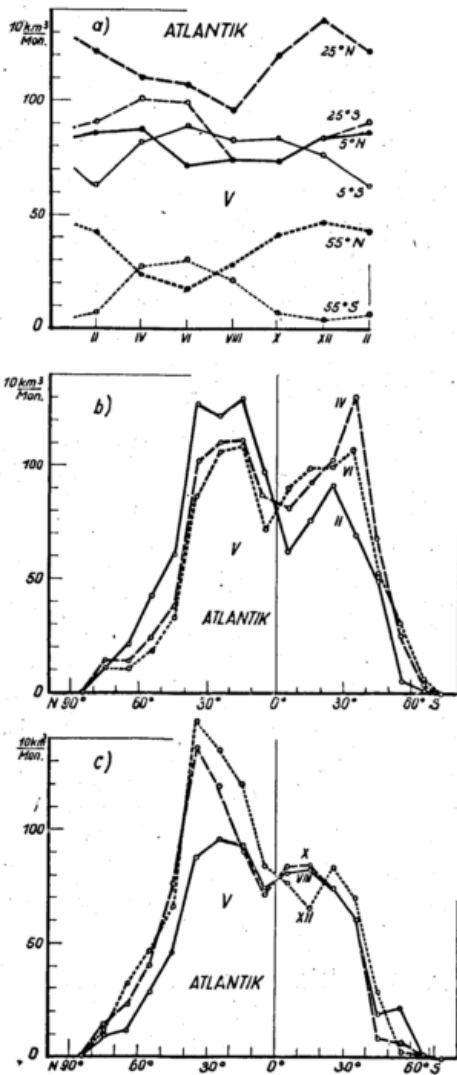 10 km³
Mon.
a) ATLANTIK
25°N
100
25°S
5°N
5°S
V
50
55°N
55°S
0
II IV VI VIII X XII II
10 km³
Mon.
b)
IV
100
VI
V
II
50
ATLANTIK
0
N 90° 60° 30° 0° 30° 60° S
10 km³
Mon.
c)
100
X
VIII
V
XII
50
ATLANTIK
0
N 90° 60° 30° 0° 30° 60° S